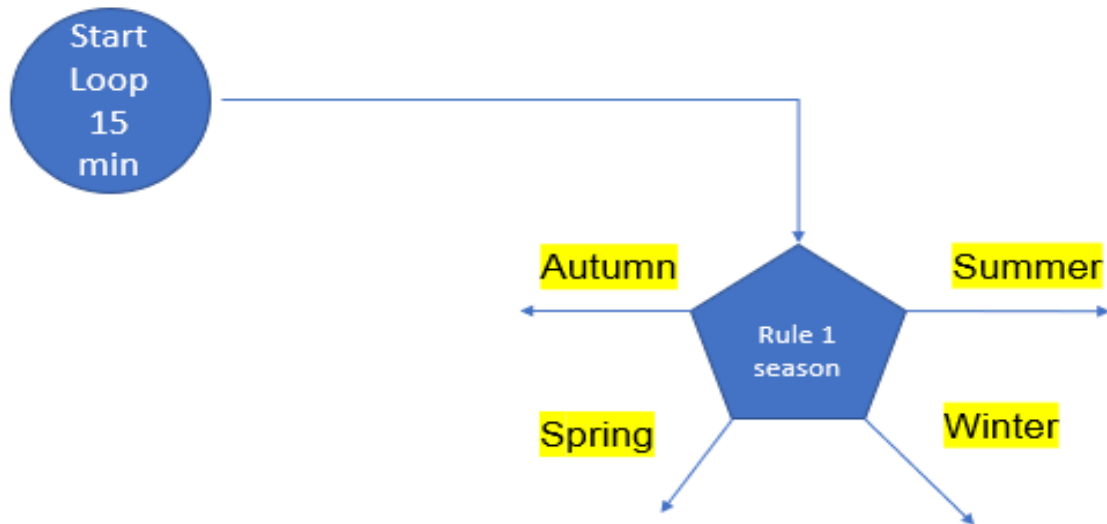 Start
Loop
15
min
Autumn
Summer
Rule 1
season
Spring
Winter